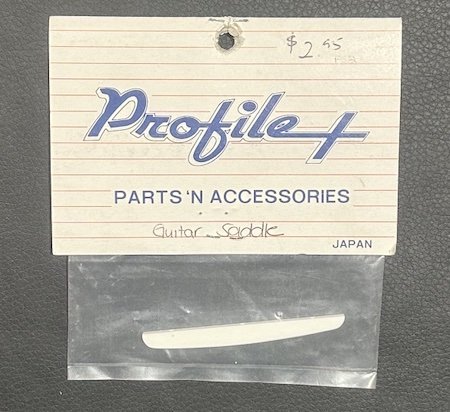 $2.95
Profile
PARTS 'N ACCESSORIES
Guitar Saddle
JAPAN